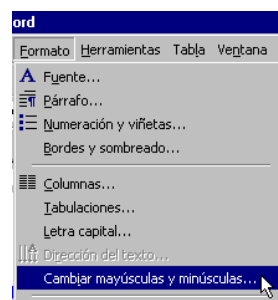 ord
Formato Herramientas Tabla Ventana
Fuente...
Párrafo...
Numeración y viñetas...
Bordes y sombreado...
Columnas...
Tabulaciones...
Letra capital...
Dirección del texto...
Cambiar mayúsculas y minúsculas...